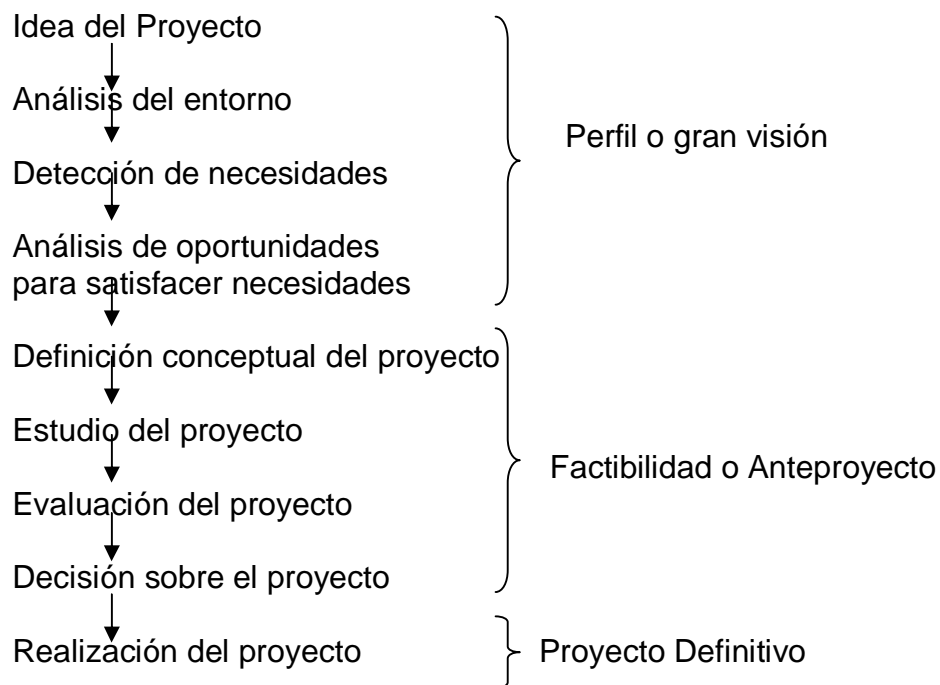 Idea del Proyecto
Análisis del entorno
Perfil o gran visión
Detección de necesidades
Análisis de oportunidades
para satisfacer necesidades
Definición conceptual del proyecto
Estudio del proyecto
Factibilidad o Anteproyecto
Evaluación del proyecto
Decisión sobre el proyecto
Realización del proyecto
Proyecto Definitivo